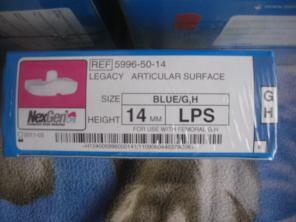 REF 5996-50-14
LEGACY ARTICULAR SURFACE
SIZE BLUE/G,H
HEIGHT 14 MM LPS
FOR USE WITH FEMORAL G,H
NexGen
G
H